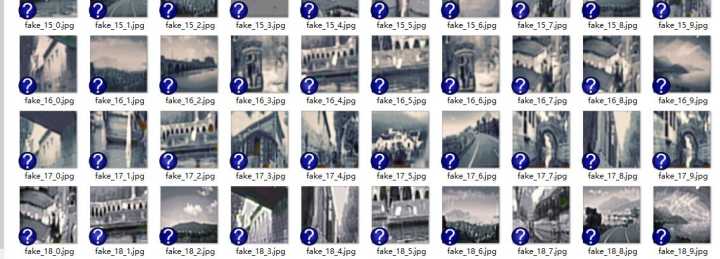 fake_15_0.jpg fake_15_1.jpg fake_15_2.jpg fake_15_3.jpg fake_15_4.jpg fake_15_5.jpg fake_15_6.jpg fake_15_7.jpg fake_15_8.jpg fake_15_9.jpg
fake_16_0.jpg fake_16_1.jpg fake_16_2.jpg fake_16_3.jpg fake_16_4.jpg fake_16_5.jpg fake_16_6.jpg fake_16_7.jpg fake_16_8.jpg fake_16_9.jpg
fake_17_0.jpg fake_17_1.jpg fake_17_2.jpg fake_17_3.jpg fake_17_4.jpg fake_17_5.jpg fake_17_6.jpg fake_17_7.jpg fake_17_8.jpg fake_17_9.jpg
fake_18_0.jpg fake_18_1.jpg fake_18_2.jpg fake_18_3.jpg fake_18_4.jpg fake_18_5.jpg fake_18_6.jpg fake_18_7.jpg fake_18_8.jpg fake_18_9.jpg